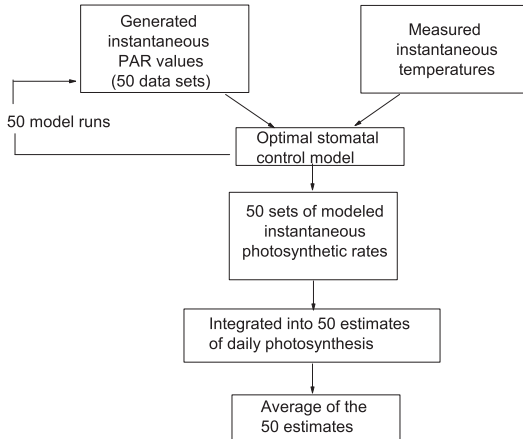 Generated
instantaneous
PAR values
(50 data sets)
Measured
instantaneous
temperatures
50 model runs
Optimal stomatal
control model
50 sets of modeled
instantaneous
photosynthetic rates
Integrated into 50 estimates
of daily photosynthesis
Average of the
50 estimates